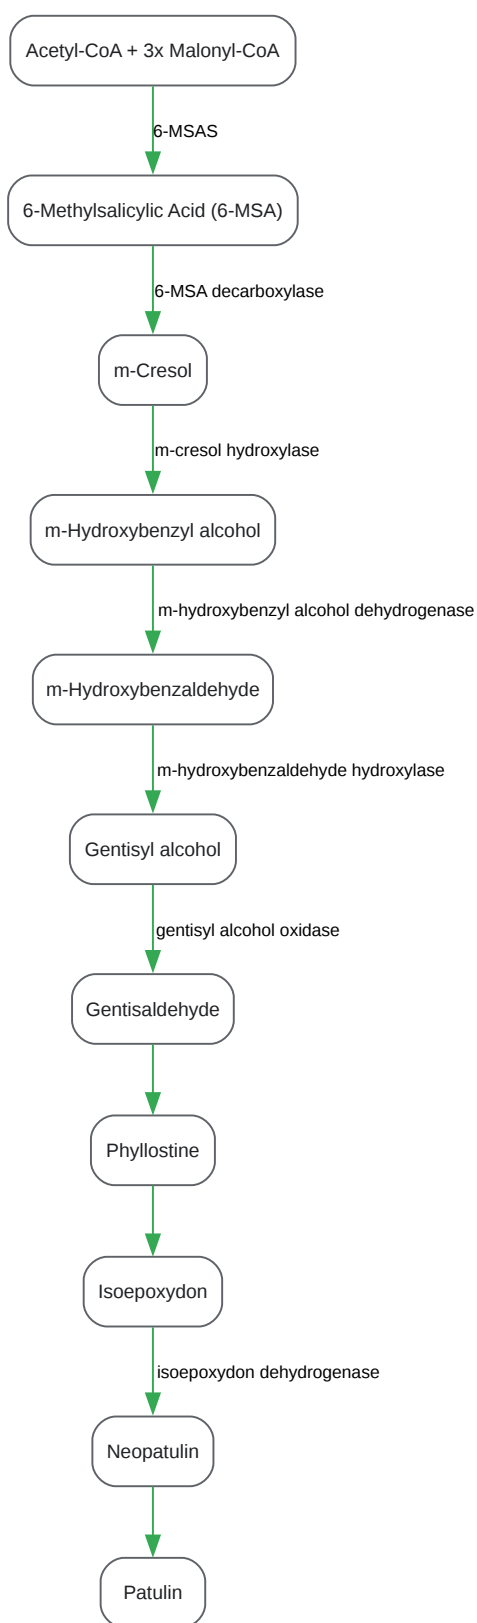 Acetyl-CoA + 3x Malonyl-CoA
6-MSAS
6-Methylsalicylic Acid (6-MSA)
6-MSA decarboxylase
m-Cresol
m-cresol hydroxylase
m-Hydroxybenzyl alcohol
m-hydroxybenzyl alcohol dehydrogenase
m-Hydroxybenzaldehyde
m-hydroxybenzaldehyde hydroxylase
Gentisyl alcohol
gentisyl alcohol oxidase
Gentisaldehyde
Phyllostine
Isoepoxydon
isoepoxydon dehydrogenase
Neopatulin
Patulin